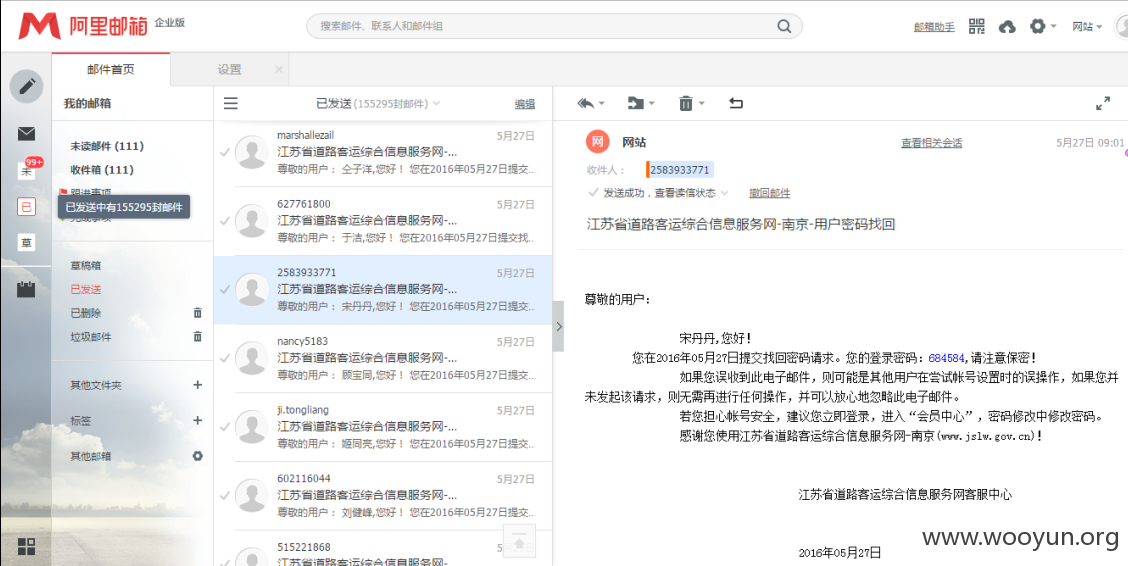 阿里邮箱 企业版
搜索邮件、联系人和邮件组
邮箱助手
网站
邮件首页
设置
我的邮箱
未读邮件 (111)
收件箱 (111)
99+
未
已
草
跟进事项
已发送中有155295封邮件
草稿箱
已发送
已删除
垃圾邮件
其他文件夹
标签
其他邮箱
已发送 (155295封邮件)
编辑
marshallezail 5月27日
江苏省道路客运综合信息服务网-...
尊敬的用户： 仝子洋,您好！ 您在2016年05月27日提交...
627761800 5月27日
江苏省道路客运综合信息服务网-...
尊敬的用户： 于洁,您好！ 您在2016年05月27日提交找...
2583933771 5月27日
江苏省道路客运综合信息服务网-...
尊敬的用户： 宋丹丹,您好！ 您在2016年05月27日提交...
nancy5183 5月27日
江苏省道路客运综合信息服务网-...
尊敬的用户： 顾宝同,您好！ 您在2016年05月27日提交...
ji.tongliang 5月27日
江苏省道路客运综合信息服务网-...
尊敬的用户： 姬同亮,您好！ 您在2016年05月27日提交...
602116044 5月27日
江苏省道路客运综合信息服务网-...
尊敬的用户： 刘健峰,您好！ 您在2016年05月27日提交...
515221868 5
江苏省道路客运综合信息服务网-...
网 网站
查看相关会话
5月27日 09:01
收件人： 2583933771
发送成功，查看读信状态
撤回邮件
江苏省道路客运综合信息服务网-南京-用户密码找回
尊敬的用户：
宋丹丹,您好！
您在2016年05月27日提交找回密码请求。您的登录密码：684584,请注意保密！
如果您误收到此电子邮件，则可能是其他用户在尝试帐号设置时的误操作，如果您并
未发起该请求，则无需再进行任何操作，并可以放心地忽略此电子邮件。
若您担心帐号安全，建议您立即登录，进入“会员中心”，密码修改中修改密码。
感谢您使用江苏省道路客运综合信息服务网-南京(www.jslw.gov.cn)！
江苏省道路客运综合信息服务网客服中心
2016年05月27日
www.wooyun.org